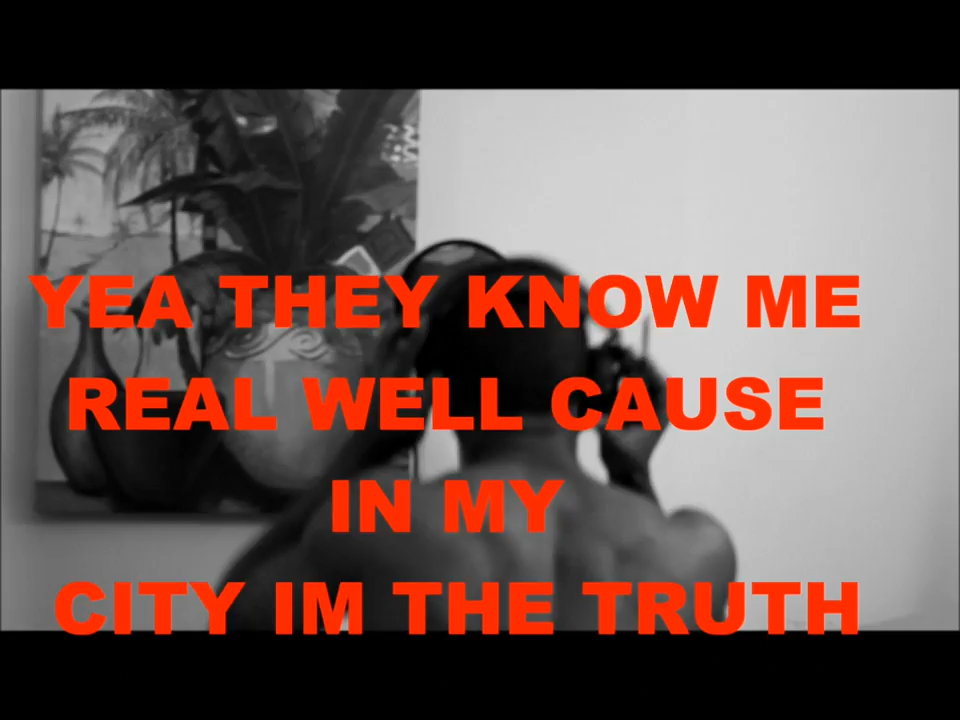 YEA THEY KNOW ME
REAL WELL CAUSE
IN MY
CITY IM THE TRUTH